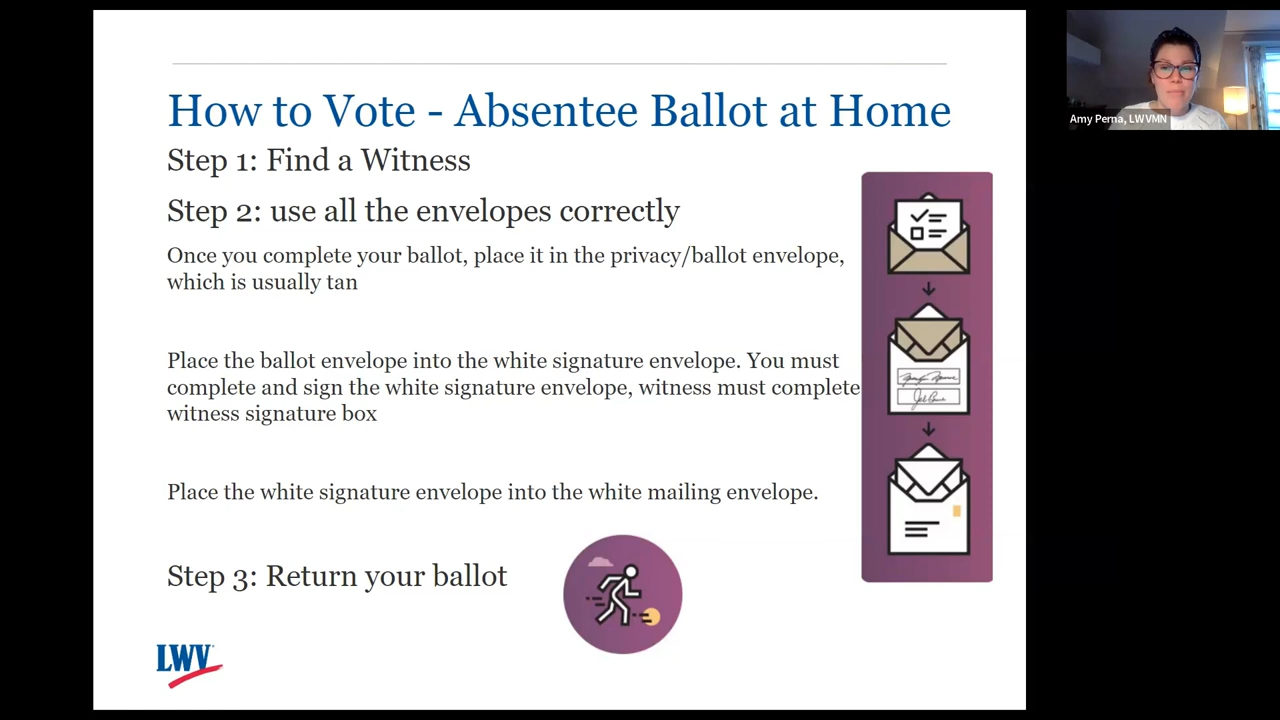 How to Vote - Absentee Ballot at Home
Step 1: Find a Witness
Step 2: use all the envelopes correctly
Once you complete your ballot, place it in the privacy/ballot envelope,
which is usually tan
Place the ballot envelope into the white signature envelope. You must
complete and sign the white signature envelope, witness must complete
witness signature box
Place the white signature envelope into the white mailing envelope.
Step 3: Return your ballot
LWV
Amy Perna, LWVMN